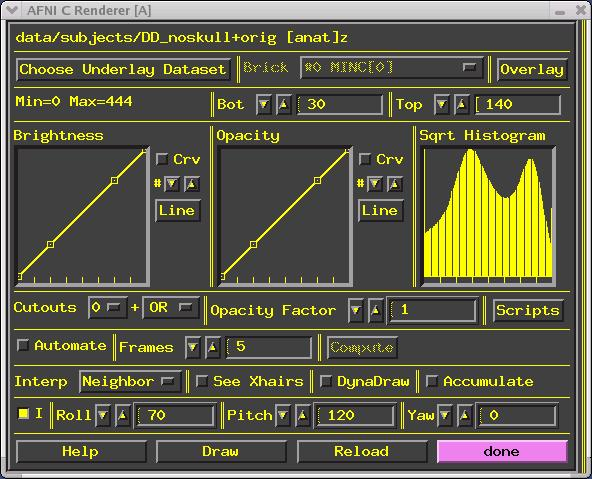 AFNI C Renderer [A]
data/subjects/DD_noskull+orig [anat]z
Choose Underlay Dataset Brick #0 MINC[0] Overlay
Min=0 Max=444 Bot 30 Top 140
Brightness Opacity Sqrt Histogram
Crv Crv
# #
Line Line
Cutouts 0 + OR Opacity Factor 1 Scripts
Automate Frames 5 Compute
Interp Neighbor See Xhairs DynaDraw Accumulate
I Roll 70 Pitch 120 Yaw 0
Help Draw Reload done